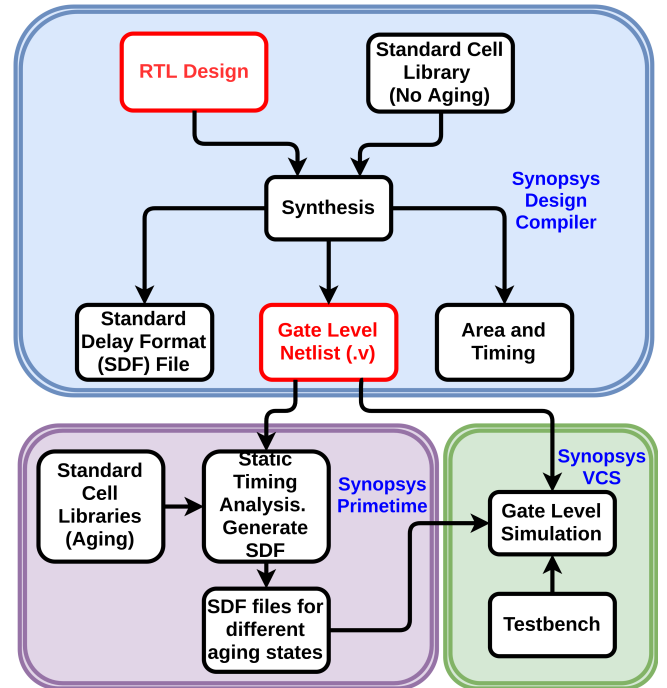 RTL Design
Standard Cell
Library
(No Aging)
Synthesis
Synopsys
Design
Compiler
Standard
Delay Format
(SDF) File
Gate Level
Netlist (.v)
Area and
Timing
Standard
Cell
Libraries
(Aging)
Static
Timing
Analysis.
Generate
SDF
Synopsys
Primetime
SDF files for
different
aging states
Synopsys
VCS
Gate Level
Simulation
Testbench